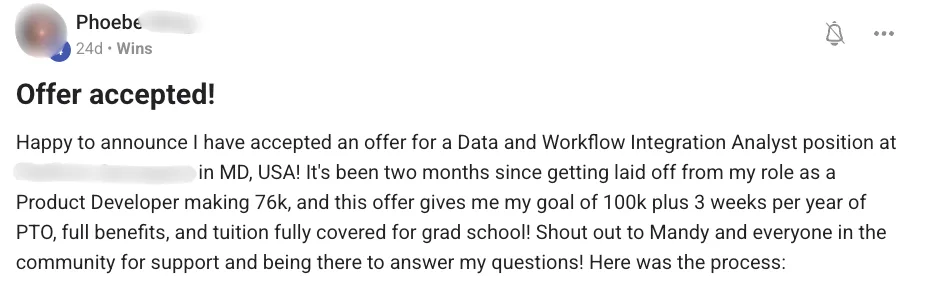 Phoebe
24d • Wins
Offer accepted!
Happy to announce I have accepted an offer for a Data and Workflow Integration Analyst position at
in MD, USA! It's been two months since getting laid off from my role as a
Product Developer making 76k, and this offer gives me my goal of 100k plus 3 weeks per year of
PTO, full benefits, and tuition fully covered for grad school! Shout out to Mandy and everyone in the
community for support and being there to answer my questions! Here was the process: